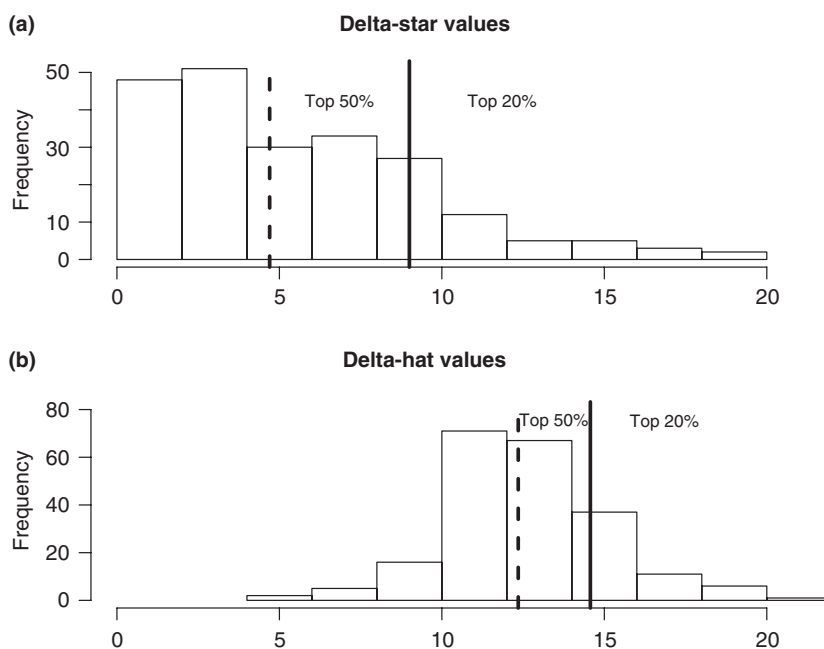 (a) Delta-star values
Top 50% Top 20%
Frequency
50
30
10
0
0 5 10 15 20
(b) Delta-hat values
Top 50% Top 20%
Frequency
80
60
40
20
0
0 5 10 15 20